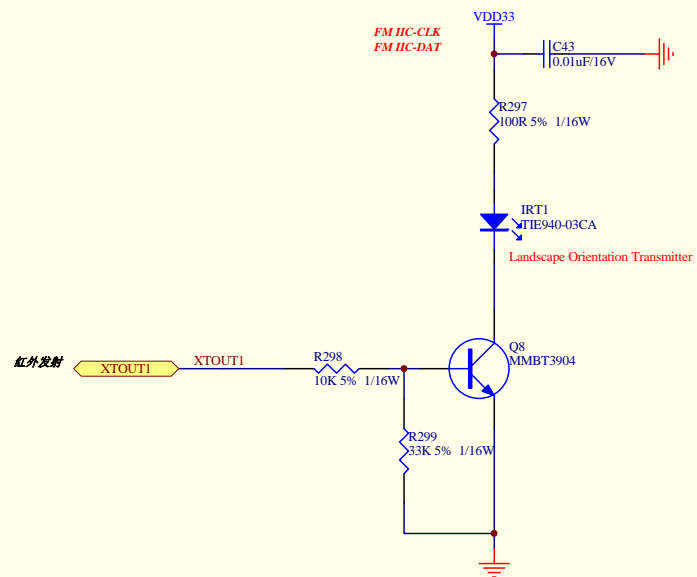 VDD33
FM IIC-CLK
FM IIC-DAT
C43
0.01uF/16V
R297
100R 5% 1/16W
IRT1
TIE940-03CA
Landscape Orientation Transmitter
Q8
MMBT3904
红外发射
XTOUT1
XTOUT1
R298
10K 5% 1/16W
R299
33K 5% 1/16W